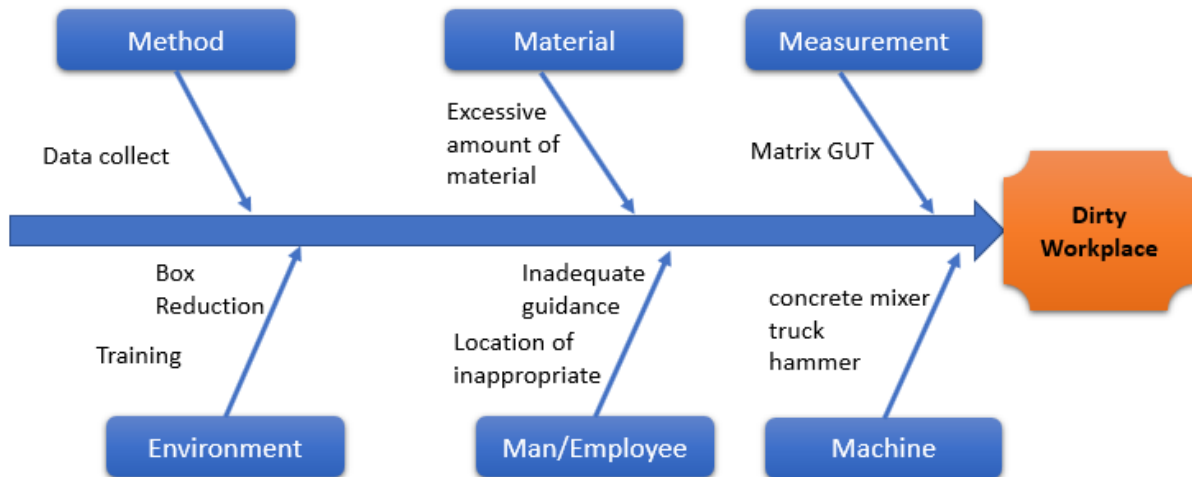 Method
Material
Measurement
Data collect
Excessive
amount of
material
Matrix GUT
Dirty
Workplace
Box
Reduction
Training
Inadequate
guidance
Location of
inappropriate
concrete mixer
truck
hammer
Environment
Man/Employee
Machine